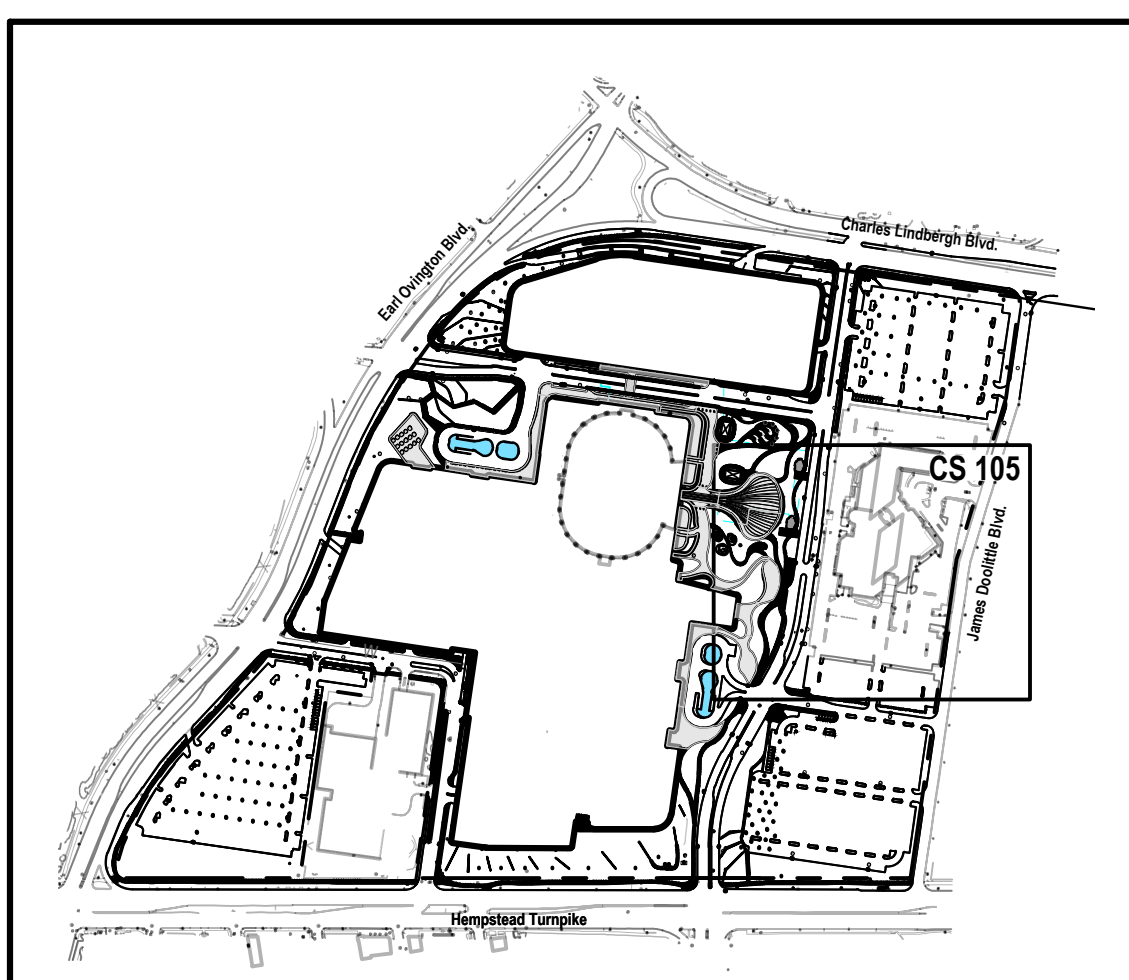 Charles Lindbergh Blvd.
Earl Ovington Blvd.
CS 105
James Doolittle Blvd.
Hempstead Turnpike